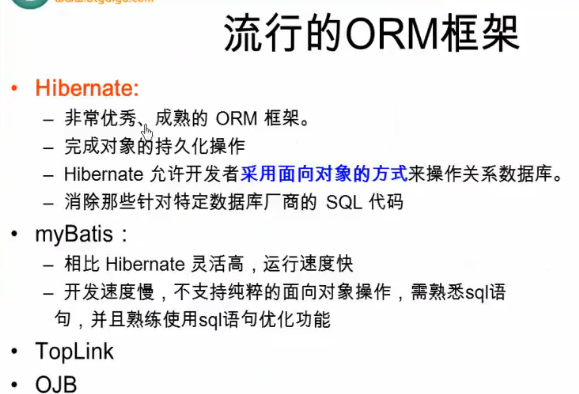 流行的ORM框架
• Hibernate:
– 非常优秀、成熟的 ORM 框架。
– 完成对象的持久化操作
– Hibernate 允许开发者采用面向对象的方式来操作关系数据库。
– 消除那些针对特定数据库厂商的 SQL 代码
• myBatis：
– 相比 Hibernate 灵活高，运行速度快
– 开发速度慢，不支持纯粹的面向对象操作，需熟悉sql语
句，并且熟练使用sql语句优化功能
• TopLink
• OJB